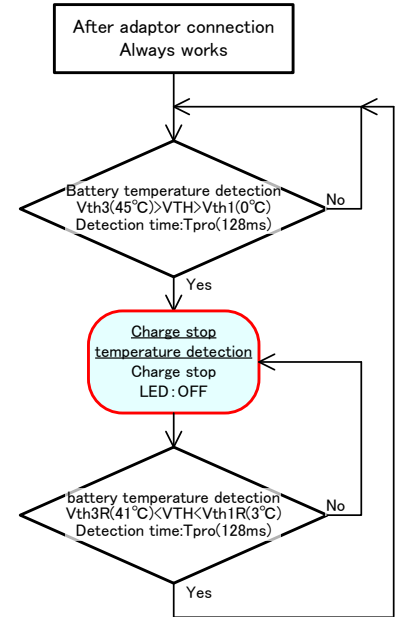 After adaptor connection
Always works
Battery temperature detection
Vth3(45℃)>VTH>Vth1(0℃)
Detection time:Tpro(128ms)
No
Yes
Charge stop
temperature detection
Charge stop
LED:OFF
battery temperature detection
Vth3R(41℃)<VTH<Vth1R(3℃)
Detection time:Tpro(128ms)
No
Yes